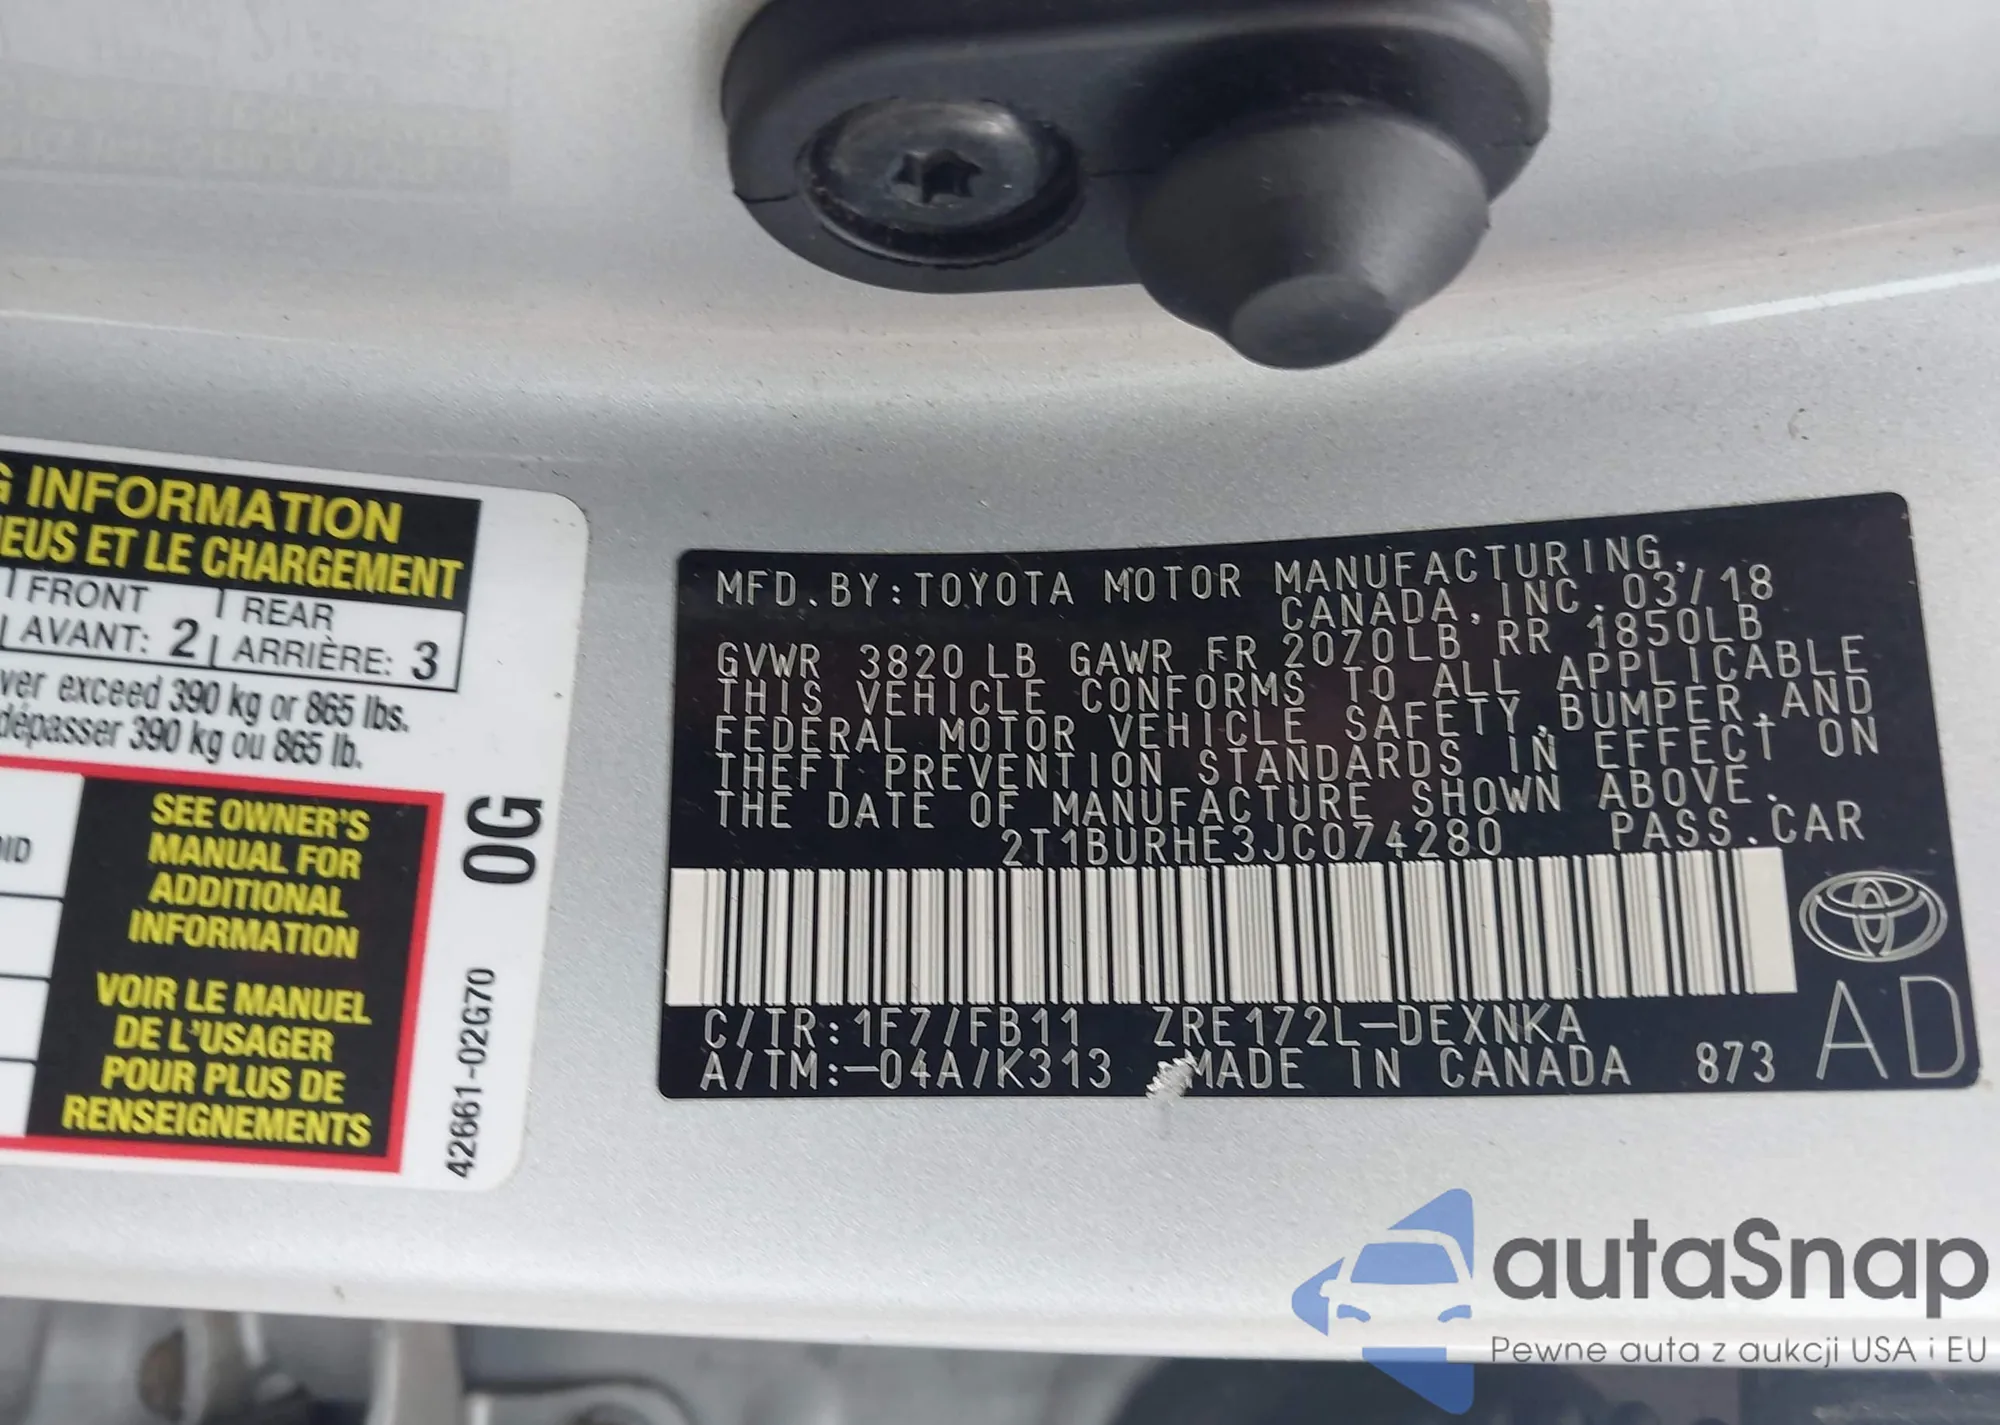 G INFORMATION
EUS ET LE CHARGEMENT
FRONT
AVANT: 2
REAR
ARRIÈRE: 3
ver exceed 390 kg or 865 lbs.
dépasser 390 kg ou 865 lb.
SEE OWNER'S
MANUAL FOR
ADDITIONAL
INFORMATION
VOIR LE MANUEL
DE L'USAGER
POUR PLUS DE
RENSEIGNEMENTS
0G
42661-02G70
MFD.BY:TOYOTA MOTOR MANUFACTURING,
CANADA, INC. 03/18
GVWR 3820 LB GAWR FR 2070LB RR 1850LB
THIS VEHICLE CONFORMS TO ALL APPLICABLE
FEDERAL MOTOR VEHICLE SAFETY,BUMPER,AND
THEFT PREVENTION STANDARDS IN EFFECT ON
THE DATE OF MANUFACTURE SHOWN ABOVE.
2T1BURHE3JC074280 PASS.CAR
C/TR:1F7/FB11 ZRE172L-DEXNKA
A/TM:-04A/K313 MADE IN CANADA 873
AD
autaSnap
Pewne auta z aukcji USA i EU